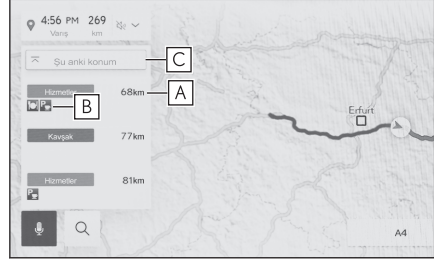 4:56 PM 269
Varış km
Şu anki konum
C
Hizmetler 68km
A
B
Kavşak 77km
Hizmetler 81km
Erfurt
A4